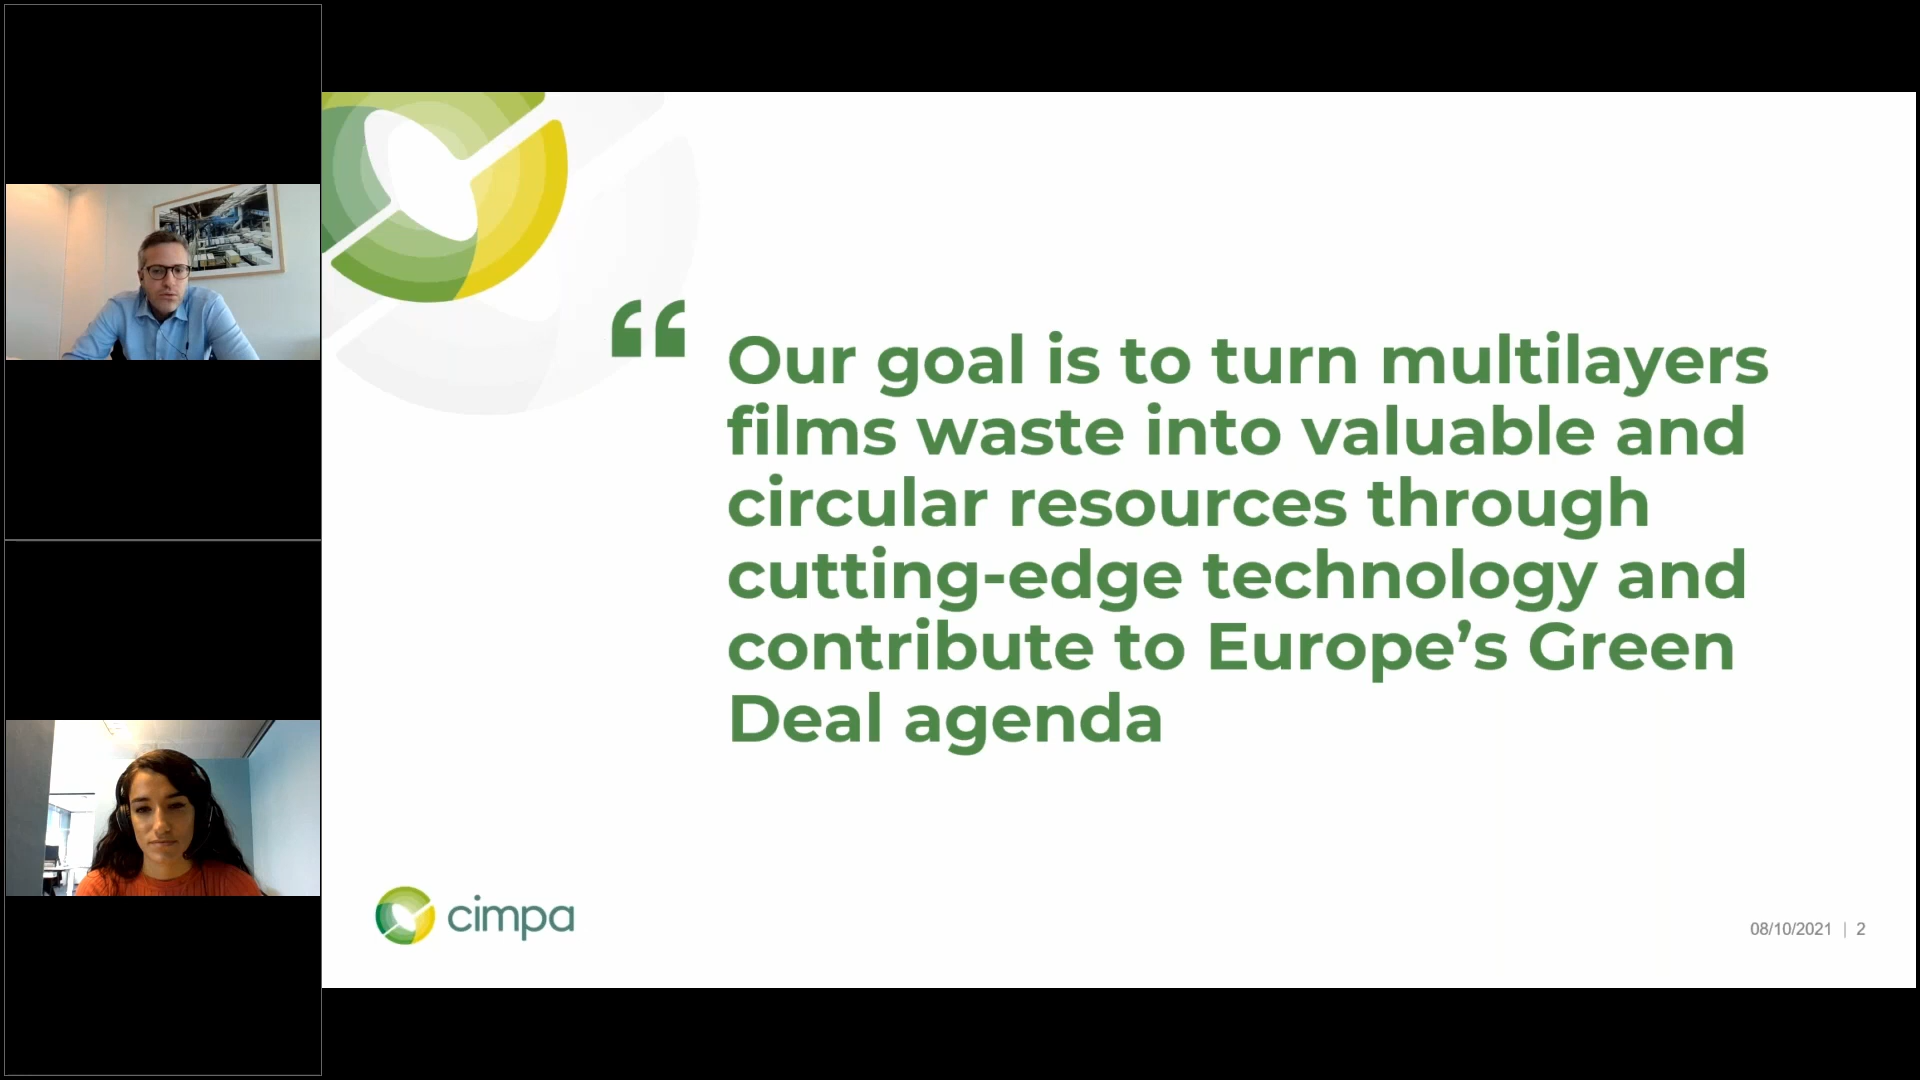 “ Our goal is to turn multilayers
films waste into valuable and
circular resources through
cutting-edge technology and
contribute to Europe’s Green
Deal agenda
cimpa
08/10/2021 | 2